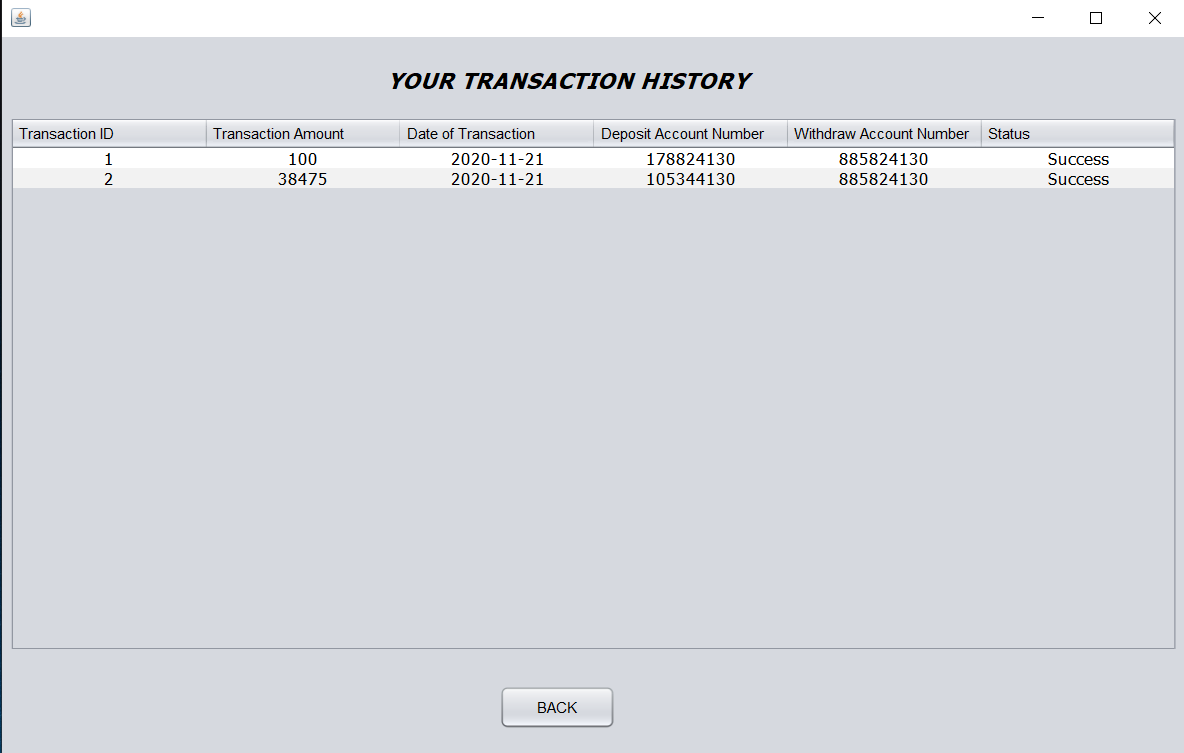 YOUR TRANSACTION HISTORY
Transaction ID Transaction Amount Date of Transaction Deposit Account Number Withdraw Account Number Status
1 100 2020-11-21 178824130 885824130 Success
2 38475 2020-11-21 105344130 885824130 Success
BACK